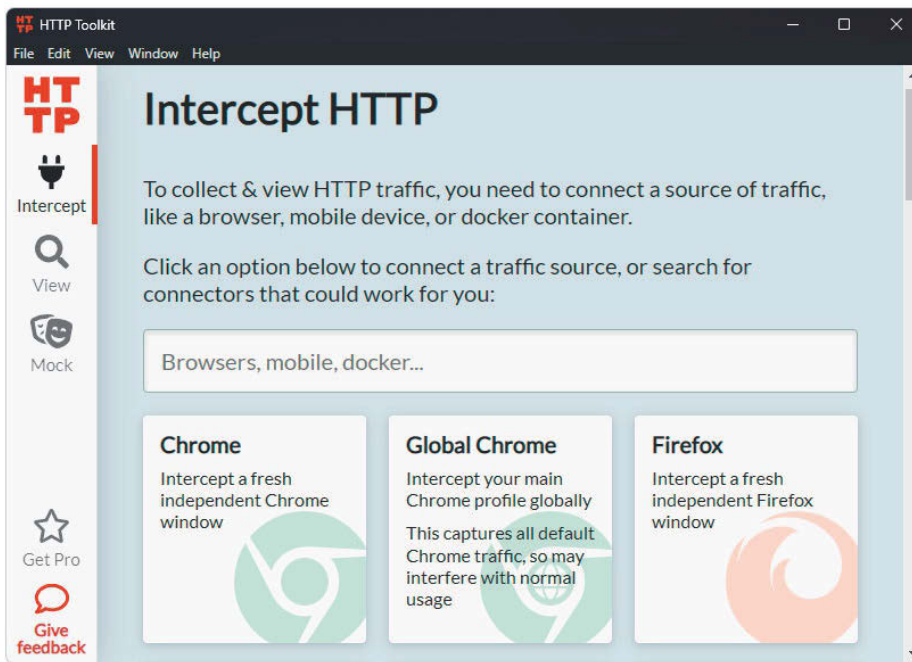 HTTP Toolkit
File Edit View Window Help
HT
TP
Intercept
View
Mock
Get Pro
Give
feedback
Intercept HTTP
To collect & view HTTP traffic, you need to connect a source of traffic,
like a browser, mobile device, or docker container.
Click an option below to connect a traffic source, or search for
connectors that could work for you:
Browsers, mobile, docker...
Chrome
Intercept a fresh
independent Chrome
window
Global Chrome
Intercept your main
Chrome profile globally
This captures all default
Chrome traffic, so may
interfere with normal
usage
Firefox
Intercept a fresh
independent Firefox
window